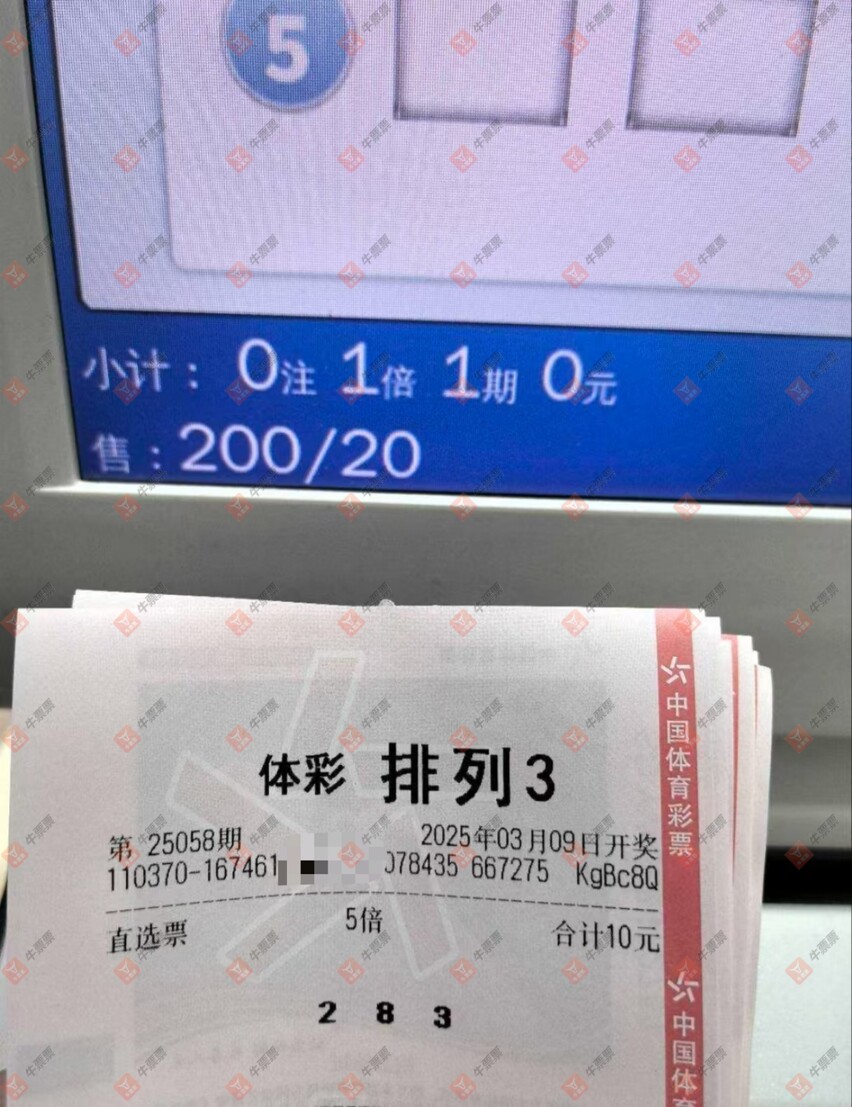 5
小计： 0注 1倍 1期 0元
售：200/20
体彩 排列3
第 25058期 2025年03月09日开奖
110370-167461 078435 667275 KgBc8Q
直选票 5倍 合计10元
2 8 3
中国体育彩票
中国体育
牛票票